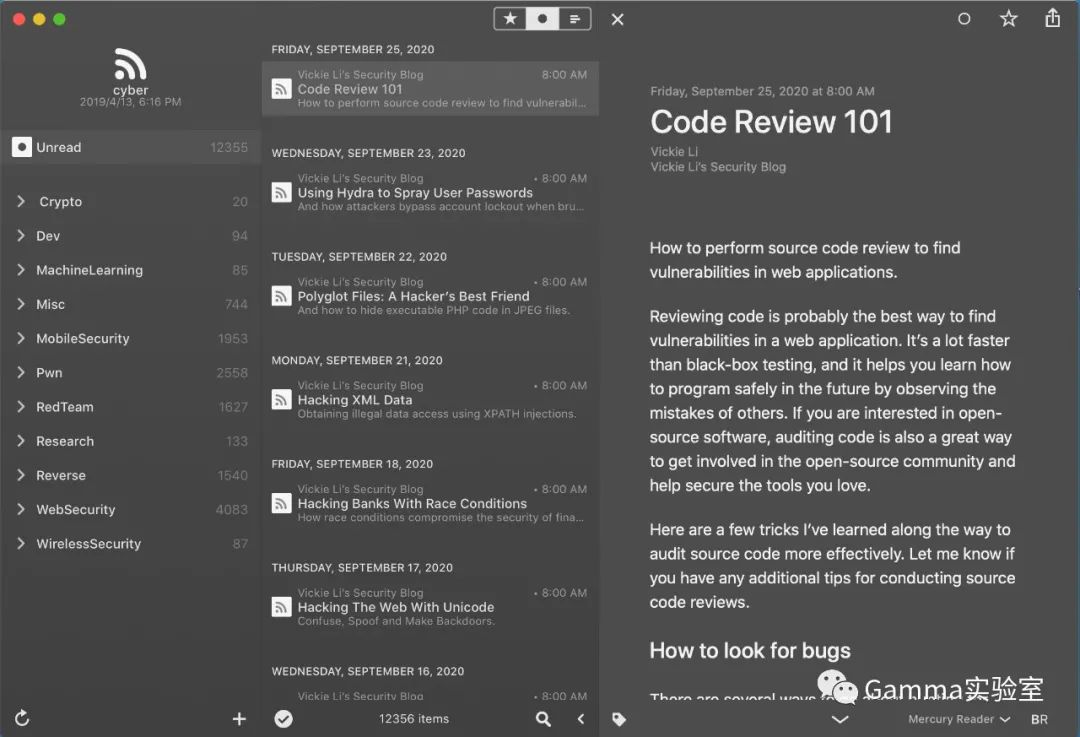 cyber
2019/4/13, 6:16 PM
Unread 12355
Crypto 20
Dev 94
MachineLearning 85
Misc 744
MobileSecurity 1953
Pwn 2558
RedTeam 1627
Research 133
Reverse 1540
WebSecurity 4083
WirelessSecurity 87
FRIDAY, SEPTEMBER 25, 2020
Vickie Li's Security Blog 8:00 AM
Code Review 101
How to perform source code review to find vulnerabil...
WEDNESDAY, SEPTEMBER 23, 2020
Vickie Li's Security Blog • 8:00 AM
Using Hydra to Spray User Passwords
And how attackers bypass account lockout when bru...
TUESDAY, SEPTEMBER 22, 2020
Vickie Li's Security Blog • 8:00 AM
Polyglot Files: A Hacker's Best Friend
And how to hide executable PHP code in JPEG files.
MONDAY, SEPTEMBER 21, 2020
Vickie Li's Security Blog • 8:00 AM
Hacking XML Data
Obtaining illegal data access using XPATH injections.
FRIDAY, SEPTEMBER 18, 2020
Vickie Li's Security Blog • 8:00 AM
Hacking Banks With Race Conditions
How race conditions compromise the security of fina...
THURSDAY, SEPTEMBER 17, 2020
Vickie Li's Security Blog • 8:00 AM
Hacking The Web With Unicode
Confuse, Spoof and Make Backdoors.
WEDNESDAY, SEPTEMBER 16, 2020
Vickie Li's Security Blog • 8:00 AM
12356 items
Friday, September 25, 2020 at 8:00 AM
Code Review 101
Vickie Li
Vickie Li's Security Blog
How to perform source code review to find
vulnerabilities in web applications.
Reviewing code is probably the best way to find
vulnerabilities in a web application. It's a lot faster
than black-box testing, and it helps you learn how
to program safely in the future by observing the
mistakes of others. If you are interested in open-
source software, auditing code is also a great way
to get involved in the open-source community and
help secure the tools you love.
Here are a few tricks I've learned along the way to
audit source code more effectively. Let me know if
you have any additional tips for conducting source
code reviews.
How to look for bugs
There are several ways
Gamma实验室
Mercury Reader BR